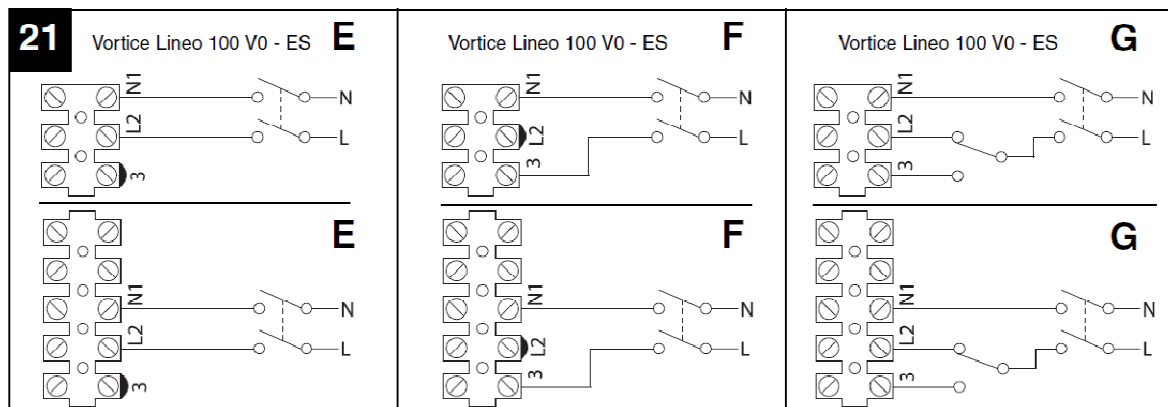 21
Vortice Lineo 100 V0 - ES E
N1
N
L2
L
3
E
N1
N
L2
L
3
Vortice Lineo 100 V0 - ES F
N1
N
L2
L
3
F
N1
N
L2
L
3
Vortice Lineo 100 V0 - ES G
N1
N
L2
L
3
G
N1
N
L2
L
3